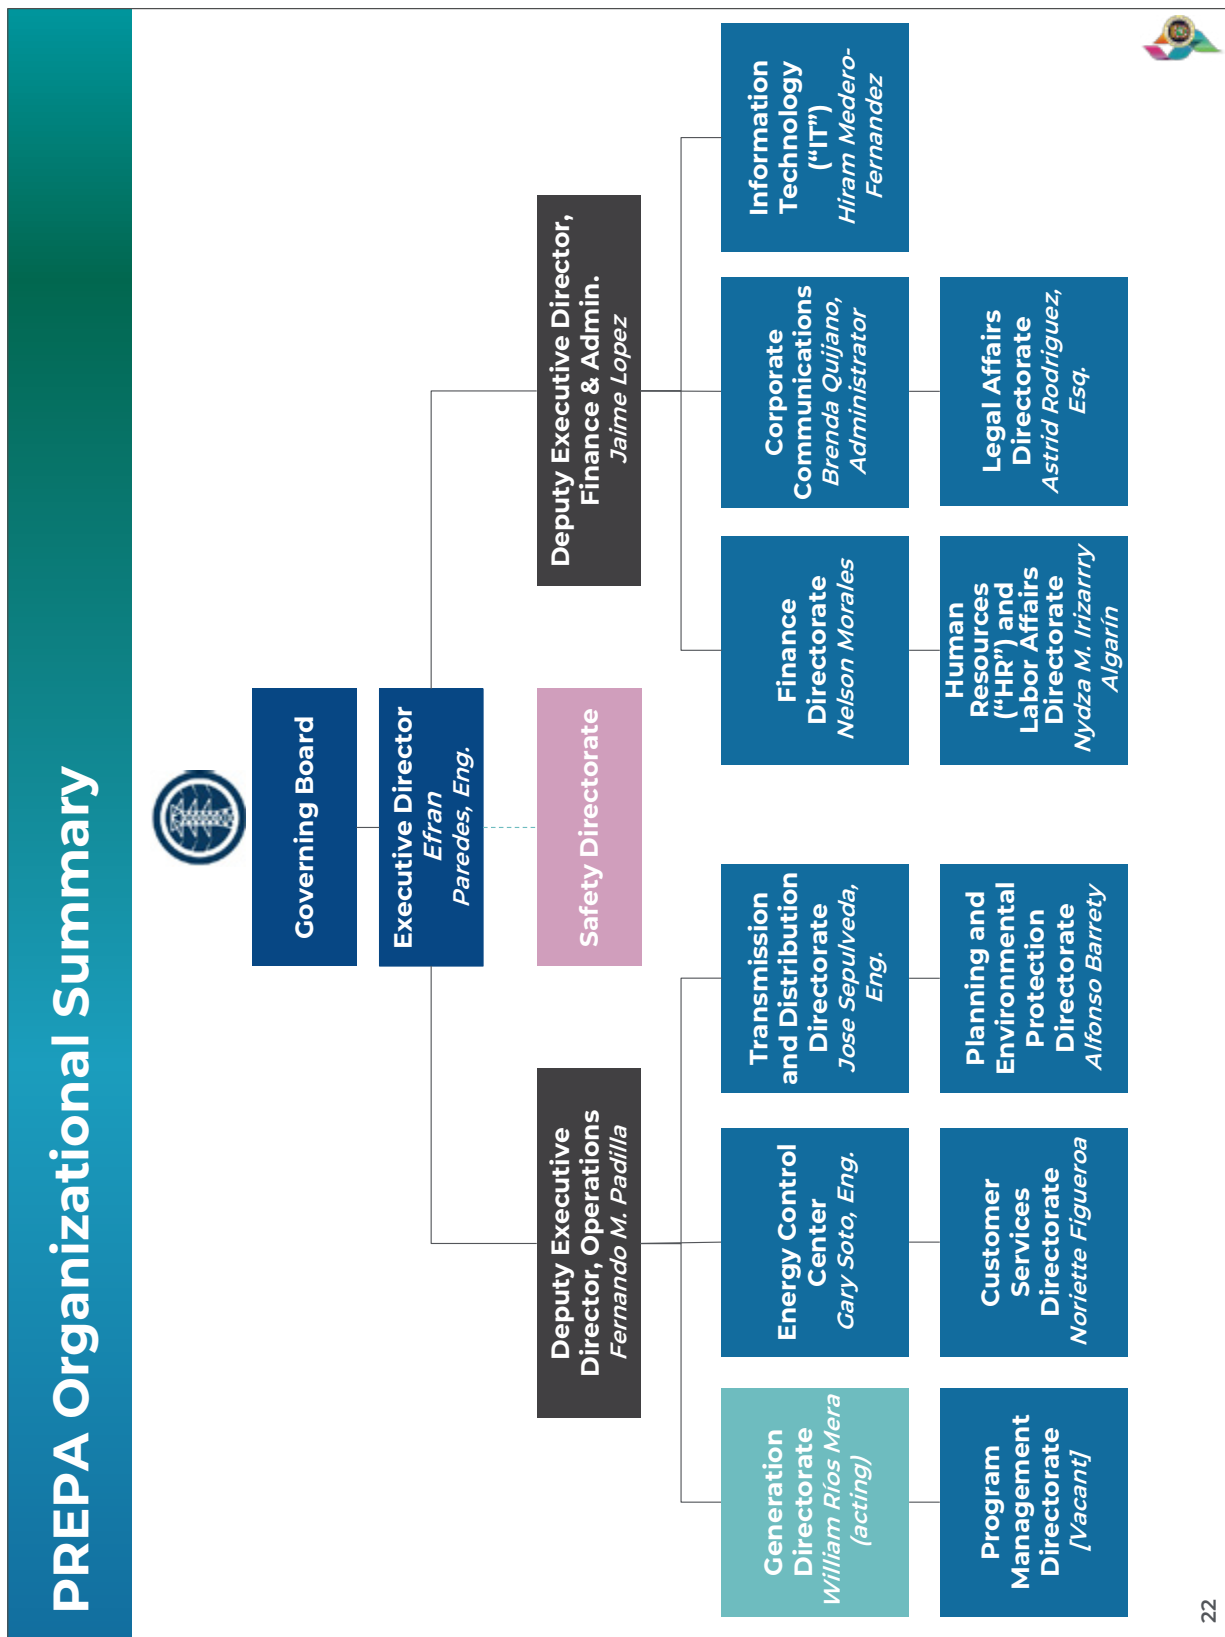 PREPA Organizational Summary
Governing Board
Executive Director
Efran
Paredes, Eng.
Deputy Executive
Director, Operations
Fernando M. Padilla
Safety Directorate
Deputy Executive Director,
Finance & Admin.
Jaime Lopez
Generation
Directorate
William Ríos Mera
(acting)
Energy Control
Center
Gary Soto, Eng.
Transmission
and Distribution
Directorate
Jose Sepulveda,
Eng.
Finance
Directorate
Nelson Morales
Corporate
Communications
Brenda Quijano,
Administrator
Information
Technology
(“IT”)
Hiram Medero-
Fernandez
Program
Management
Directorate
[Vacant]
Customer
Services
Directorate
Noriette Figueroa
Planning and
Environmental
Protection
Directorate
Alfonso Barrety
Human
Resources
(“HR”) and
Labor Affairs
Directorate
Nydza M. Irizarrry
Algarín
Legal Affairs
Directorate
Astrid Rodriguez,
Esq.
22